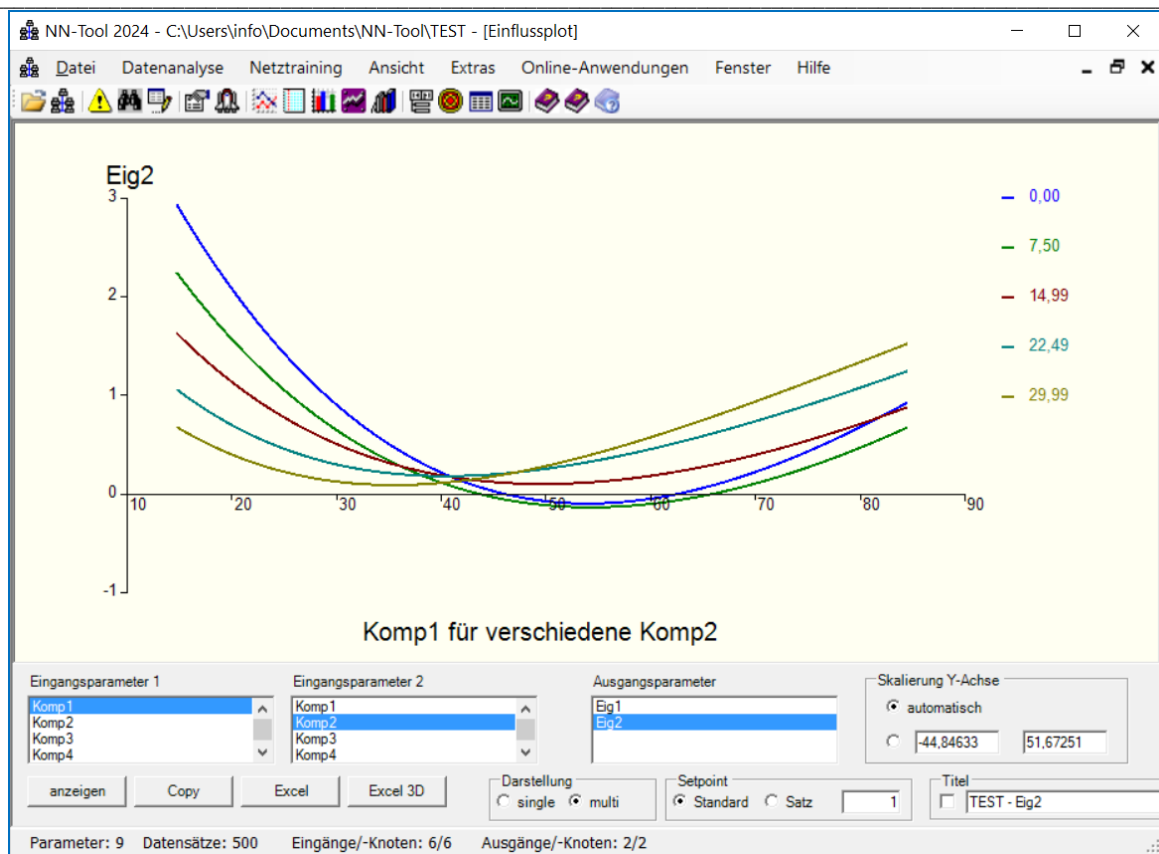 NN-Tool 2024 - C:\Users\info\Documents\NN-Tool\TEST - [Einflussplot]
Datei Datenanalyse Netztraining Ansicht Extras Online-Anwendungen Fenster Hilfe
Eig2
3
2
1
0
-1
10 20 30 40 50 60 70 80 90
0,00
7,50
14,99
22,49
29,99
Komp1 für verschiedene Komp2
Eingangsparameter 1
Komp1
Komp2
Komp3
Komp4
Eingangsparameter 2
Komp1
Komp2
Komp3
Komp4
Ausgangsparameter
Eig1
Eig2
Skalierung Y-Achse
automatisch
-44,84633 51,67251
anzeigen Copy Excel Excel 3D
Darstellung
single multi
Setpoint
Standard Satz 1
Titel
TEST - Eig2
Parameter: 9 Datensätze: 500 Eingänge/-Knoten: 6/6 Ausgänge/-Knoten: 2/2